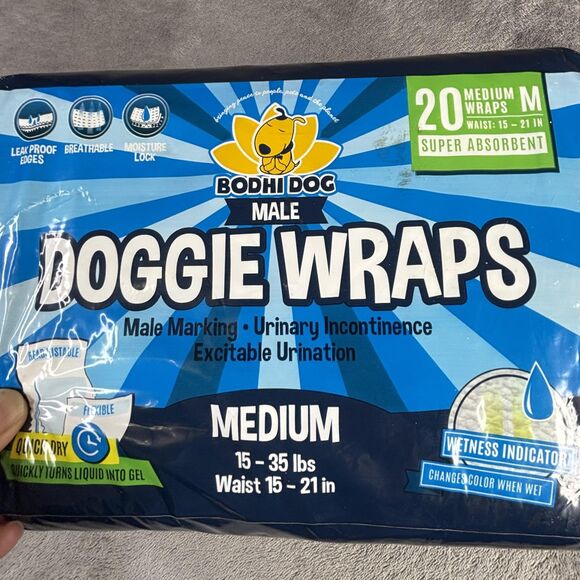 bringing peace to people, pets and the planet
BODHI DOG
MALE
DOGGIE WRAPS
Male Marking • Urinary Incontinence
Excitable Urination
LEAK PROOF
EDGES
BREATHABLE
MOISTURE
LOCK
20 MEDIUM
WRAPS M
WAIST: 15 – 21 IN
SUPER ABSORBENT
FLEXIBLE
QUICK DRY
QUICKLY TURNS LIQUID INTO GEL
MEDIUM
15 – 35 lbs
Waist 15 – 21 in
WETNESS INDICATOR
CHANGES COLOR WHEN WET